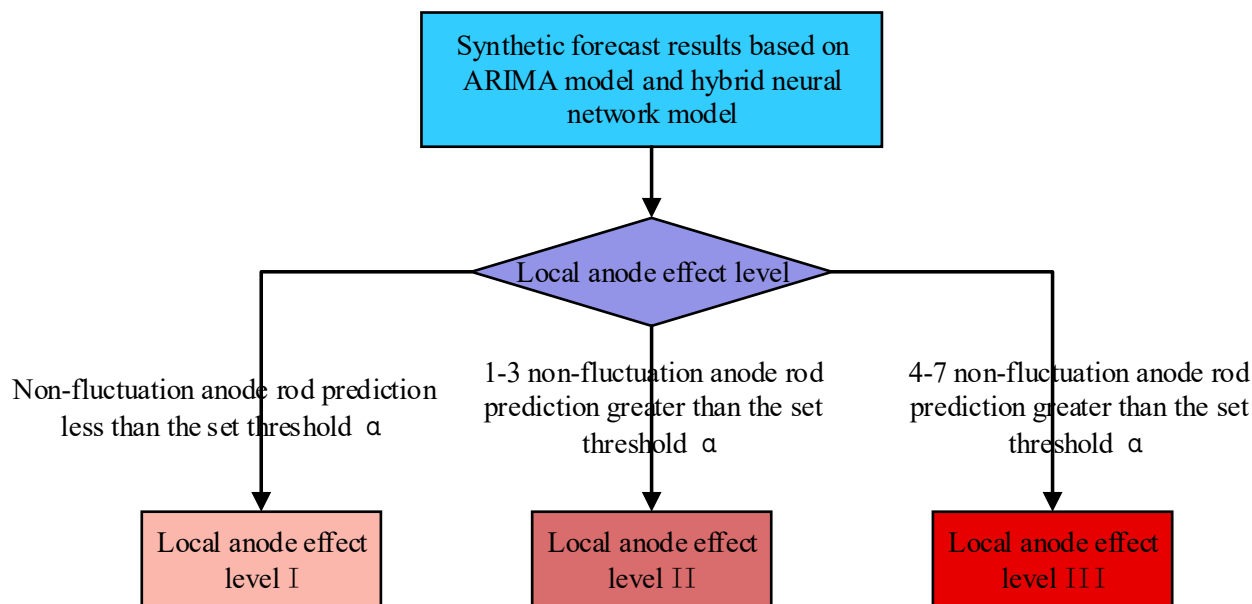 Synthetic forecast results based on
ARIMA model and hybrid neural
network model
Local anode effect level
Non-fluctuation anode rod prediction
less than the set threshold α
1-3 non-fluctuation anode rod
prediction greater than the set
threshold α
4-7 non-fluctuation anode rod
prediction greater than the set
threshold α
Local anode effect
level Ⅰ
Local anode effect
level Ⅱ
Local anode effect
level Ⅲ